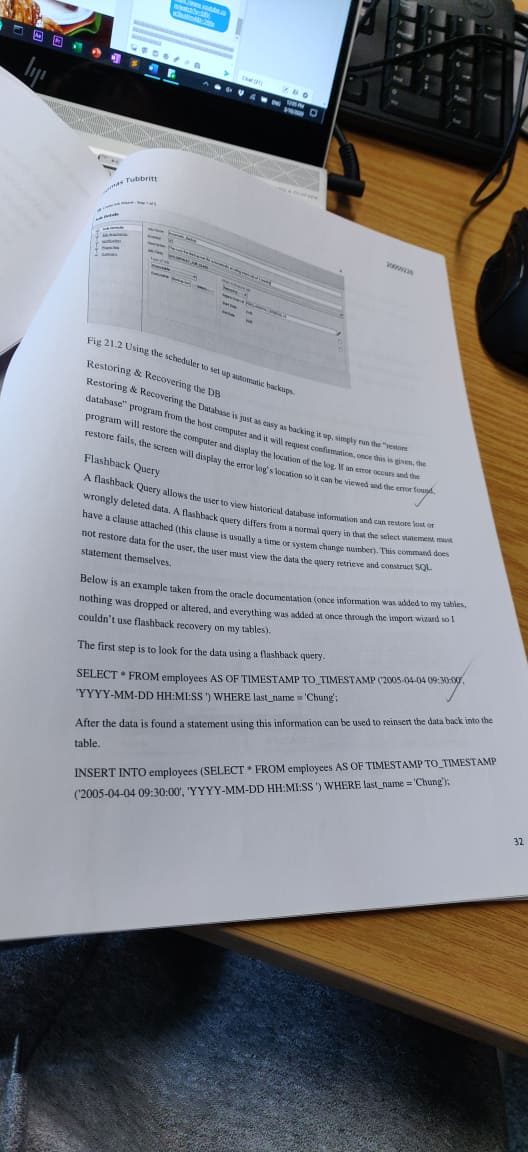 hp
Tubbritt
20099226
Fig 21.2 Using the scheduler to set up automatic backups.
Restoring & Recovering the DB
Restoring & Recovering the Database is just as easy as backing it up, simply run the "restore
database" program from the host computer and it will request confirmation, once this is given, the
program will restore the computer and display the location of the log. If an error occurs and the
restore fails, the screen will display the error log's location so it can be viewed and the error found.
Flashback Query
A flashback Query allows the user to view historical database information and can restore lost or
wrongly deleted data. A flashback query differs from a normal query in that the select statement must
have a clause attached (this clause is usually a time or system change number). This command does
not restore data for the user, the user must view the data the query retrieve and construct SQL
statement themselves.
Below is an example taken from the oracle documentation (once information was added to my tables,
nothing was dropped or altered, and everything was added at once through the import wizard so I
couldn't use flashback recovery on my tables).
The first step is to look for the data using a flashback query.
SELECT * FROM employees AS OF TIMESTAMP TO_TIMESTAMP ('2005-04-04 09:30:00',
'YYYY-MM-DD HH:MI:SS ') WHERE last_name = 'Chung';
After the data is found a statement using this information can be used to reinsert the data back into the
table.
INSERT INTO employees (SELECT * FROM employees AS OF TIMESTAMP TO_TIMESTAMP
('2005-04-04 09:30:00', 'YYYY-MM-DD HH:MI:SS ') WHERE last_name = 'Chung');
32